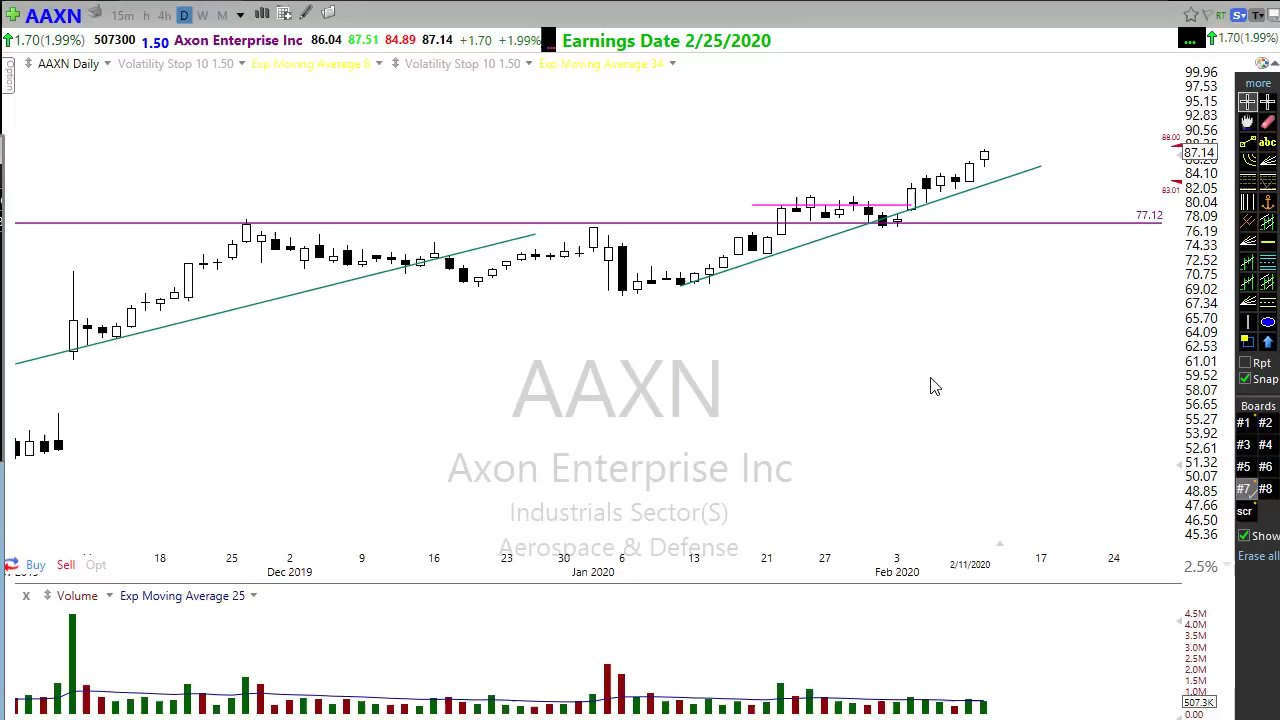 AAXN 15m h 4h D W M RT S T
1.70(1.99%) 507300 1.50 Axon Enterprise Inc 86.04 87.51 84.89 87.14 +1.70 +1.99% ... Earnings Date 2/25/2020 ... 1.70(1.99%)
Option
AAXN Daily Volatility Stop 10 1.50 Exp Moving Average 8 Volatility Stop 10 1.50 Exp Moving Average 34
99.96
97.53
95.15
92.83
90.56
88.00
87.14
84.10
83.01
82.05
80.04
77.12
78.09
76.19
74.33
72.52
70.75
69.02
67.34
65.70
64.09
62.53
61.01
59.52
58.07
56.65
55.27
53.92
52.61
51.32
50.07
48.85
47.66
46.50
45.36
2.5%
more
abc
Rpt
Snap
Boards
#1 #2
#3 #4
#5 #6
#7 #8
scr
Show
Erase all
AAXN
Axon Enterprise Inc
Industrials Sector(S)
Aerospace & Defense
18 25 2 9 16 23 30 6 13 21 27 3 17 24
Dec 2019 Jan 2020 Feb 2020 2/11/2020
Buy Sell Opt
x Volume Exp Moving Average 25
4.5M
4.0M
3.5M
3.0M
2.5M
2.0M
1.5M
1.0M
507.3K
0.00